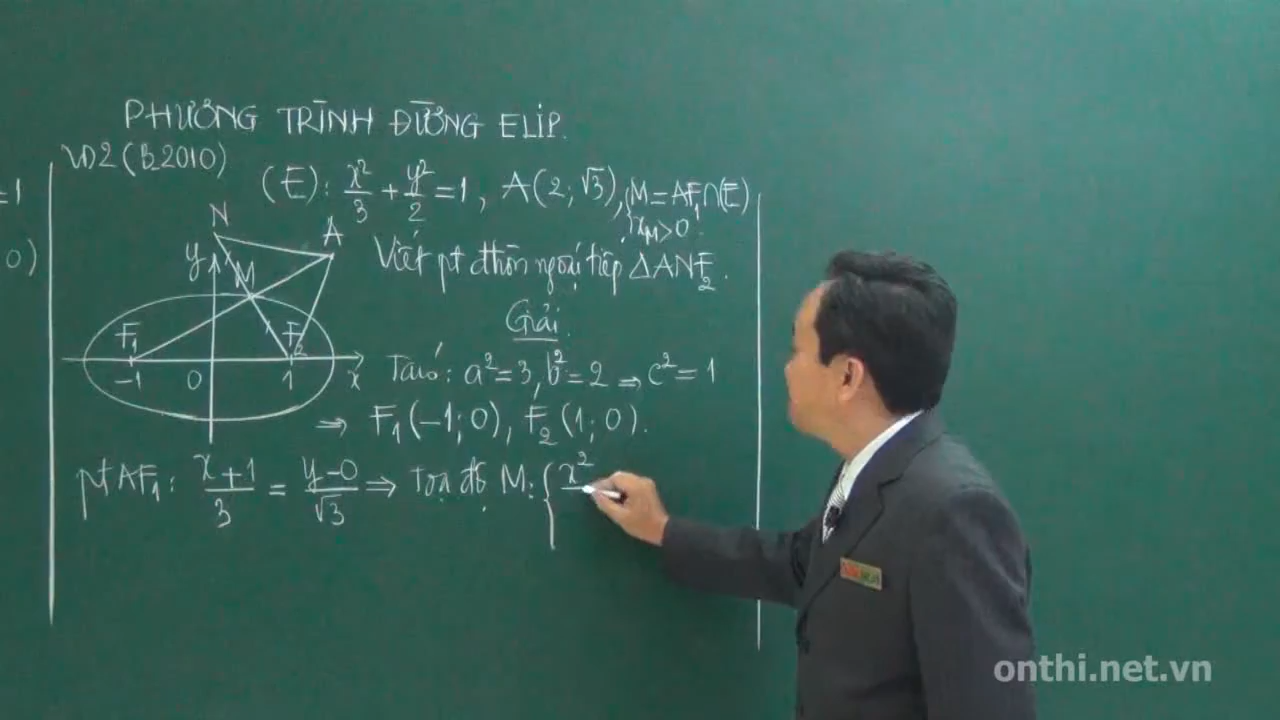 PHƯƠNG TRÌNH ĐƯỜNG ELIP.
VD2 (B.2010)
=1
0)
(E): x²/3 + y²/2 = 1, A(2; √3), { M = AF₁∩(E)
x_M > 0.
Viết pt đtròn ngoại tiếp ΔANF₂.
N
A
y
M
F₁
F₂
-1
0
1
x
Giải.
Ta có: a² = 3, b² = 2 ⇒ c² = 1
⇒ F₁(-1; 0), F₂(1; 0).
pt AF₁: x+1/3 = y-0/√3 ⇒ Toạ độ M: { x²
onthi.net.vn